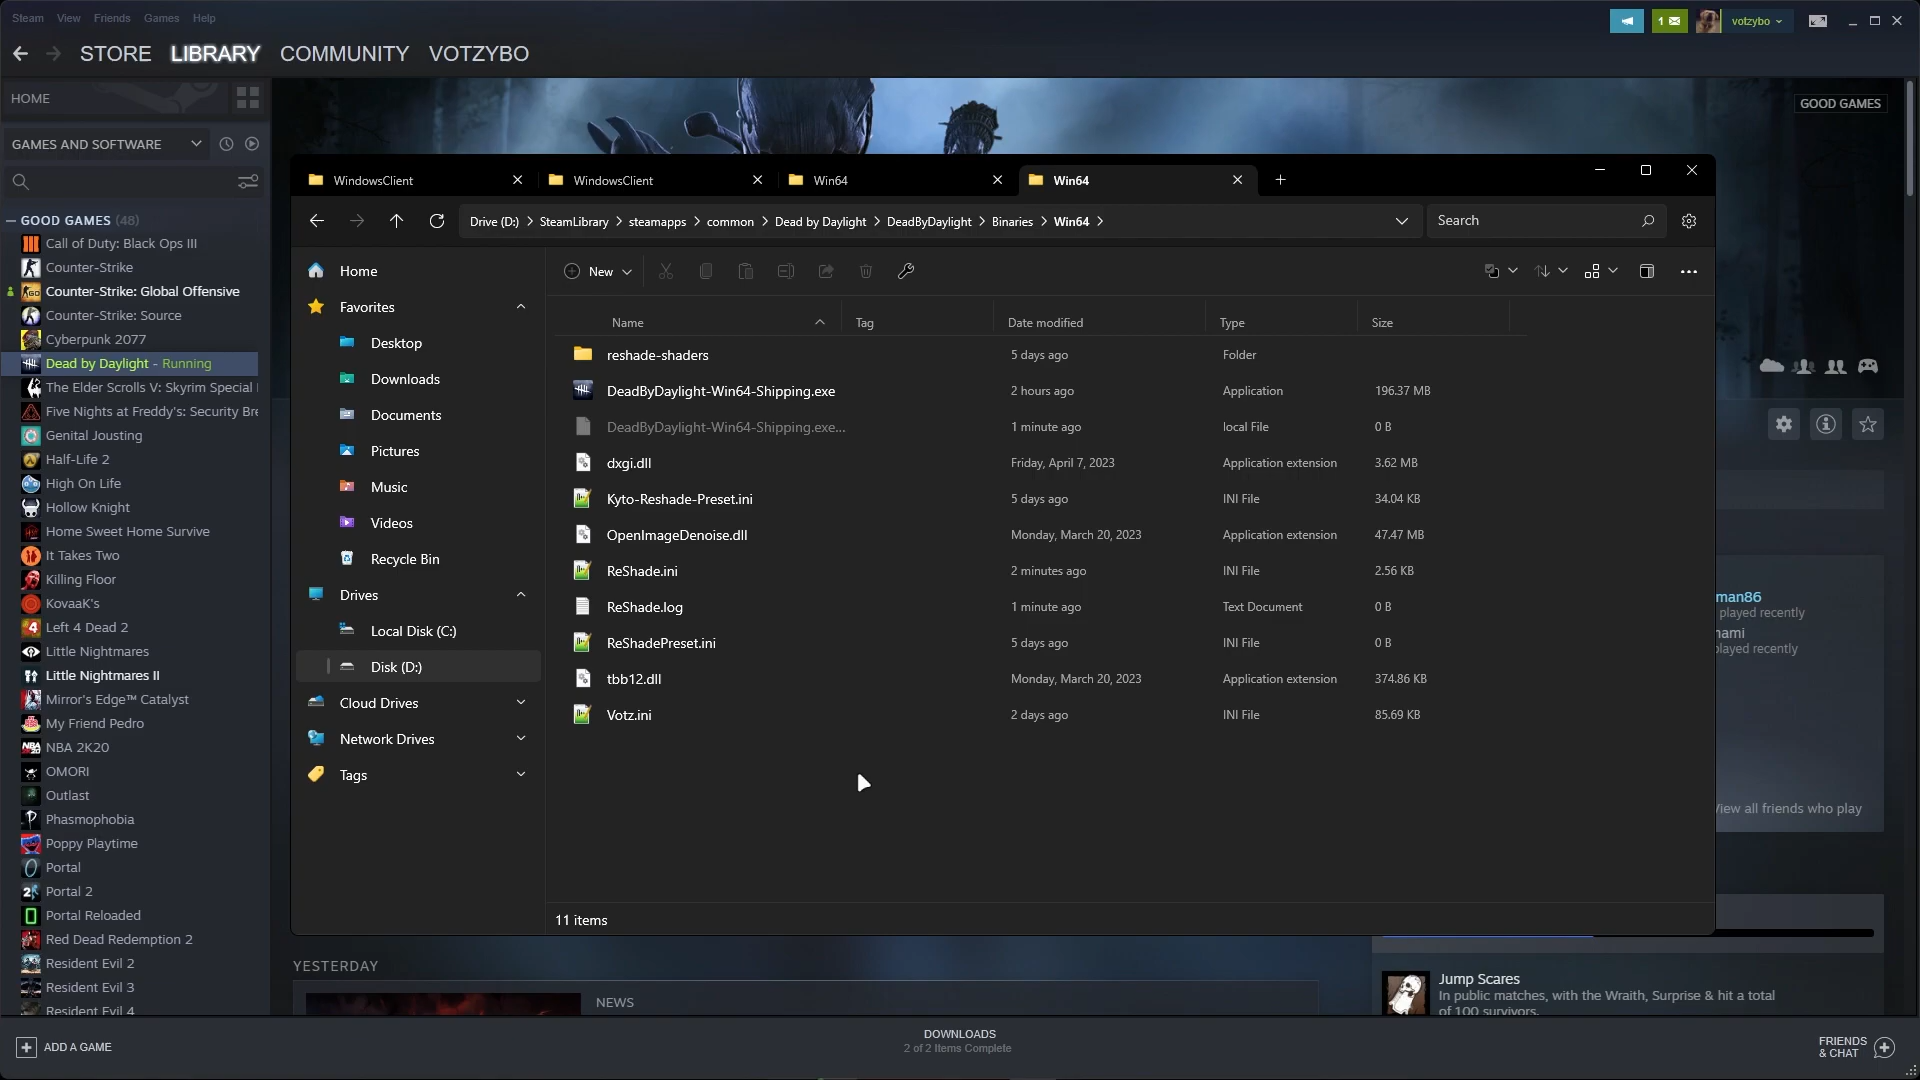 Steam View Friends Games Help
1
votzybo
STORE LIBRARY COMMUNITY VOTZYBO
HOME
GOOD GAMES
GAMES AND SOFTWARE
GOOD GAMES (48)
Call of Duty: Black Ops III
Counter-Strike
Counter-Strike: Global Offensive
Counter-Strike: Source
Cyberpunk 2077
Dead by Daylight - Running
The Elder Scrolls V: Skyrim Special
Five Nights at Freddy's: Security Bre
Genital Jousting
Half-Life 2
High On Life
Hollow Knight
Home Sweet Home Survive
It Takes Two
Killing Floor
KovaaK's
Left 4 Dead 2
Little Nightmares
Little Nightmares II
Mirror's Edge™ Catalyst
My Friend Pedro
NBA 2K20
OMORI
Outlast
Phasmophobia
Poppy Playtime
Portal
Portal 2
Portal Reloaded
Red Dead Redemption 2
Resident Evil 2
Resident Evil 3
Resident Evil 4
WindowsClient
WindowsClient
Win64
Win64
Drive (D:) > SteamLibrary > steamapps > common > Dead by Daylight > DeadByDaylight > Binaries > Win64 >
Search
Home
Favorites
Desktop
Downloads
Documents
Pictures
Music
Videos
Recycle Bin
Drives
Local Disk (C:)
Disk (D:)
Cloud Drives
Network Drives
Tags
New
Name Tag Date modified Type Size
reshade-shaders 5 days ago Folder
DeadByDaylight-Win64-Shipping.exe 2 hours ago Application 196.37 MB
DeadByDaylight-Win64-Shipping.exe... 1 minute ago local File 0 B
dxgi.dll Friday, April 7, 2023 Application extension 3.62 MB
Kyto-Reshade-Preset.ini 5 days ago INI File 34.04 KB
OpenImageDenoise.dll Monday, March 20, 2023 Application extension 47.47 MB
ReShade.ini 2 minutes ago INI File 2.56 KB
ReShade.log 1 minute ago Text Document 0 B
ReShadePreset.ini 5 days ago INI File 0 B
tbb12.dll Monday, March 20, 2023 Application extension 374.86 KB
Votz.ini 2 days ago INI File 85.69 KB
11 items
man86
played recently
nami
played recently
View all friends who play
YESTERDAY
NEWS
Jump Scares
In public matches, with the Wraith, Surprise & hit a total
of 100 survivors.
ADD A GAME
DOWNLOADS
2 of 2 Items Complete
FRIENDS
& CHAT